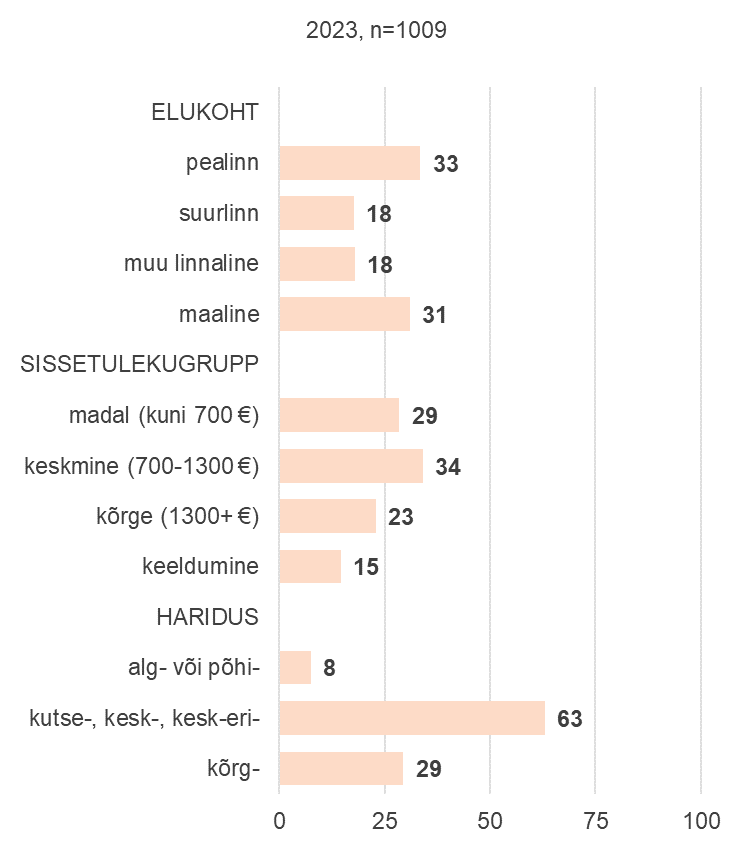 2023, n=1009
ELUKOHT
pealinn 33
suurlinn 18
muu linnaline 18
maaline 31
SISSETULEKUGRUPP
madal (kuni 700 €) 29
keskmine (700-1300 €) 34
kõrge (1300+ €) 23
keeldumine 15
HARIDUS
alg- või põhi- 8
kutse-, kesk-, kesk-eri- 63
kõrg- 29
0 25 50 75 100